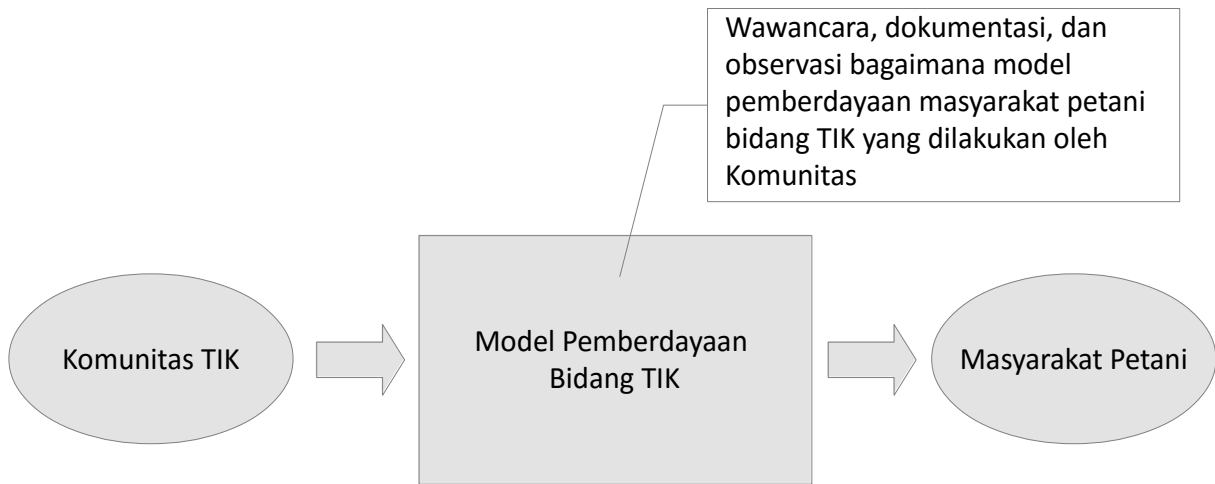 Wawancara, dokumentasi, dan
observasi bagaimana model
pemberdayaan masyarakat petani
bidang TIK yang dilakukan oleh
Komunitas
Komunitas TIK
Model Pemberdayaan
Bidang TIK
Masyarakat Petani